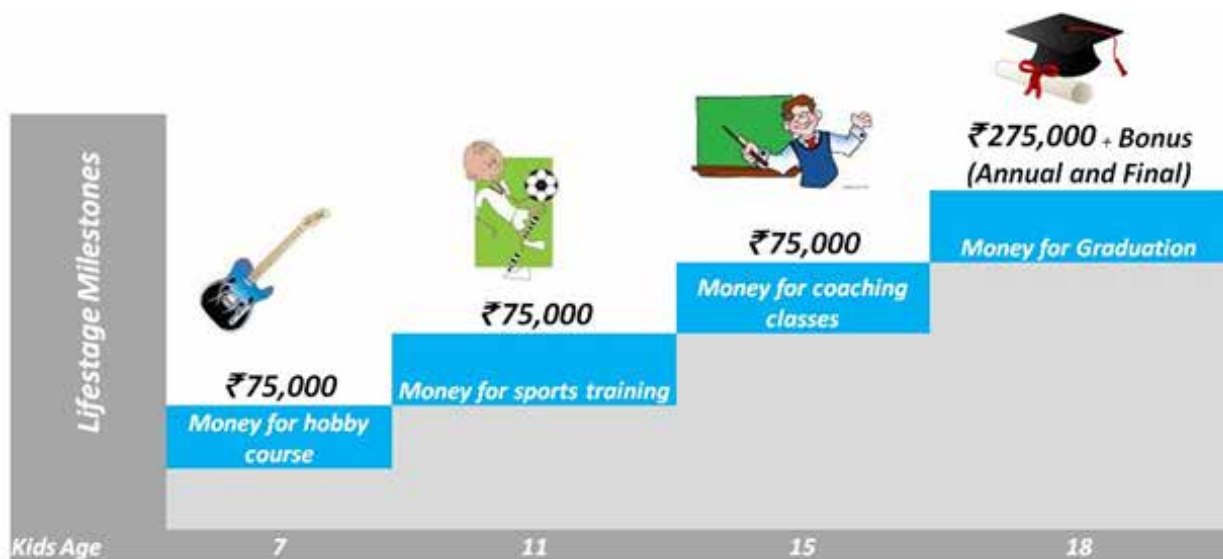 Lifestage Milestones
₹75,000
Money for hobby
course
₹75,000
Money for sports training
₹75,000
Money for coaching
classes
₹275,000 + Bonus
(Annual and Final)
Money for Graduation
Kids Age 7 11 15 18